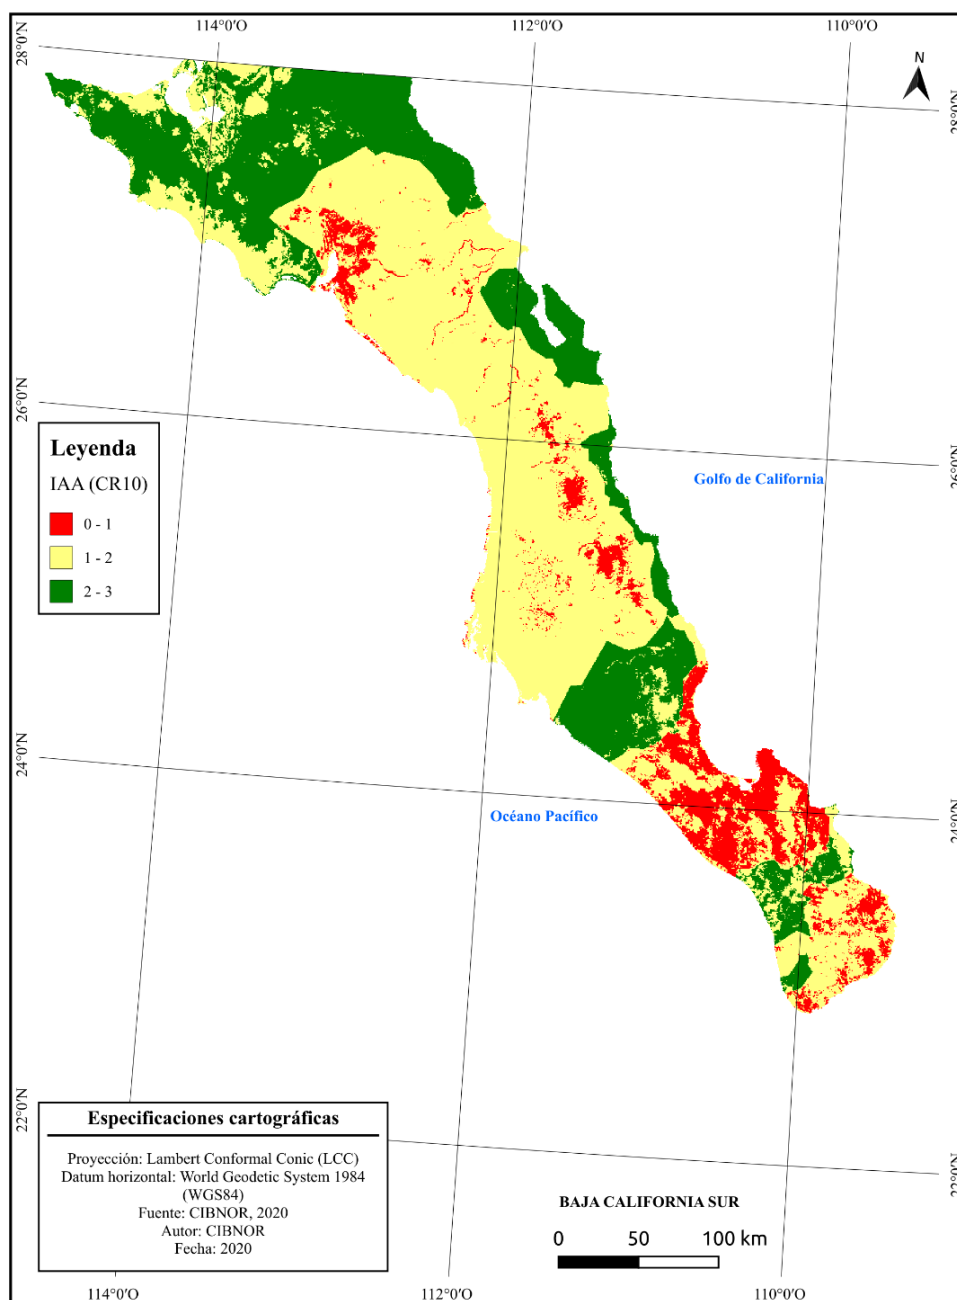 114°0'O
112°0'O
110°0'O
28°0'N
N
28°0'N
26°0'N
26°0'N
Leyenda
IAA (CR10)
0 - 1
1 - 2
2 - 3
Golfo de California
24°0'N
24°0'N
Océano Pacífico
22°0'N
22°0'N
Especificaciones cartográficas
Proyección: Lambert Conformal Conic (LCC)
Datum horizontal: World Geodetic System 1984
(WGS84)
Fuente: CIBNOR, 2020
Autor: CIBNOR
Fecha: 2020
BAJA CALIFORNIA SUR
0 50 100 km
114°0'O
112°0'O
110°0'O